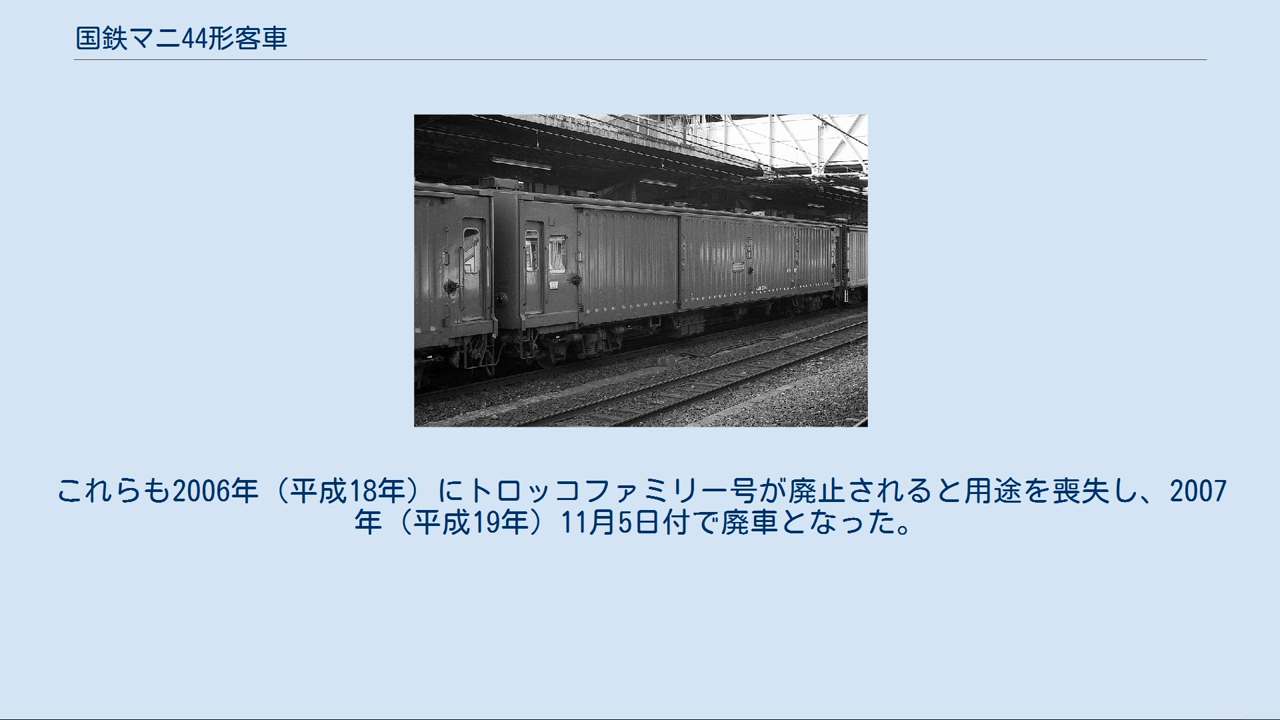 国鉄マニ44形客車
これらも2006年（平成18年）にトロッコファミリー号が廃止されると用途を喪失し、2007
年（平成19年）11月5日付で廃車となった。